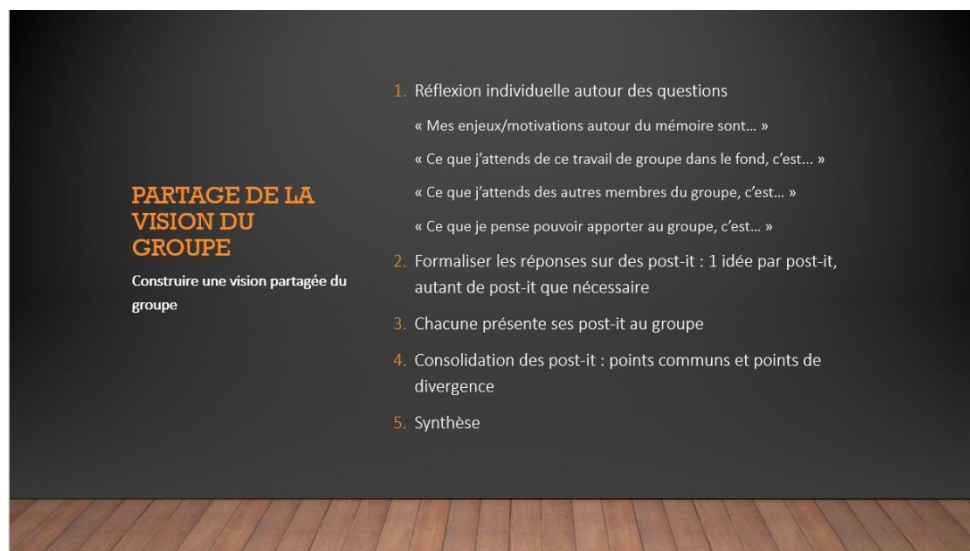 PARTAGE DE LA
VISION DU
GROUPE
Construire une vision partagée du
groupe
1. Réflexion individuelle autour des questions
« Mes enjeux/motivations autour du mémoire sont… »
« Ce que j’attends de ce travail de groupe dans le fond, c’est… »
« Ce que j’attends des autres membres du groupe, c’est… »
« Ce que je pense pouvoir apporter au groupe, c’est… »
2. Formaliser les réponses sur des post-it : 1 idée par post-it,
autant de post-it que nécessaire
3. Chacune présente ses post-it au groupe
4. Consolidation des post-it : points communs et points de
divergence
5. Synthèse